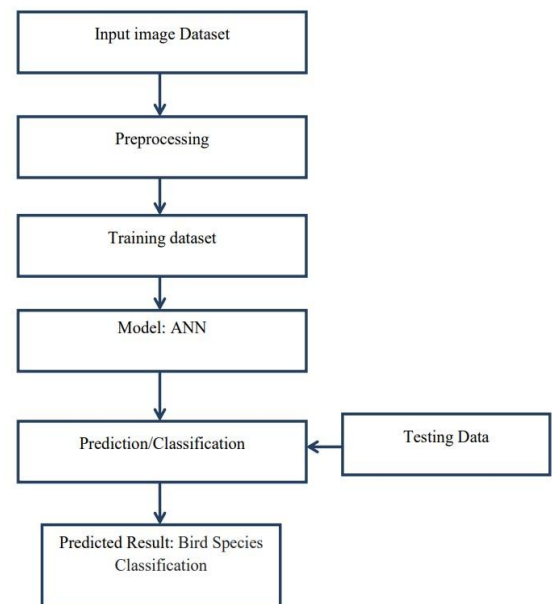 Input image Dataset
Preprocessing
Training dataset
Model: ANN
Prediction/Classification
Testing Data
Predicted Result: Bird Species
Classification